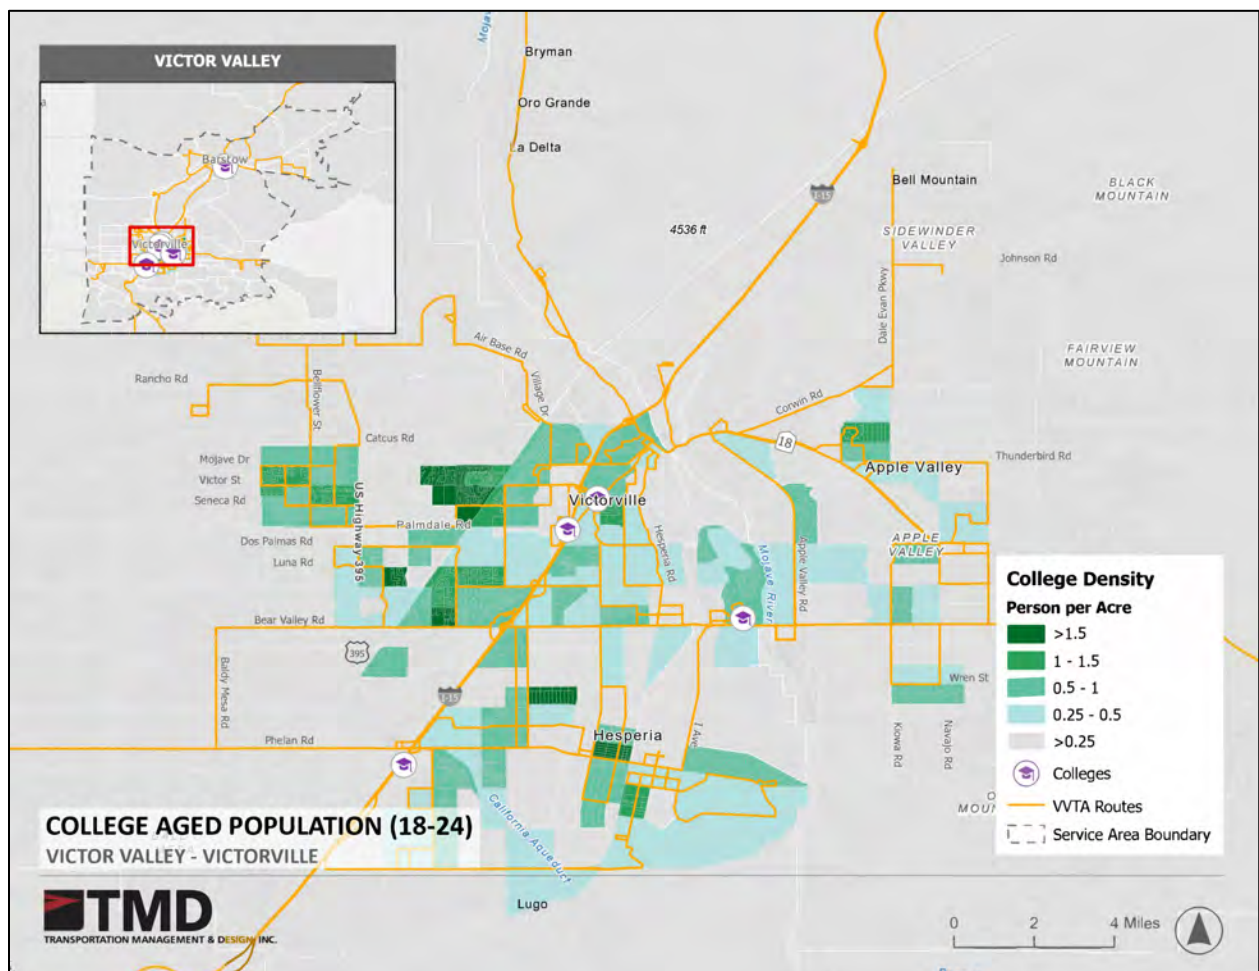 VICTOR VALLEY
Barstow
Victorville
Mojave
Bryman
Oro Grande
La Delta
I-15
Bell Mountain
BLACK
MOUNTAIN
4536 ft
SIDEWINDER
VALLEY
Johnson Rd
Dale Evan Pkwy
FAIRVIEW
MOUNTAIN
Air Base Rd
Rancho Rd
Bellflower St
Village Dr
Corwin Rd
Catcus Rd
18
Mojave Dr
Apple Valley
Thunderbird Rd
Victor St
Seneca Rd
US Highway 395
Victorville
Palmdale Rd
Dos Palmas Rd
Luna Rd
Hesperia Rd
Mojave River
Apple Valley Rd
APPLE
VALLEY
Bear Valley Rd
395
Baldy Mesa Rd
I-15
Wren St
Phelan Rd
Hesperia
1 Ave
Kiowa Rd
Navajo Rd
California Aqueduct
Lugo
College Density
Person per Acre
>1.5
1 - 1.5
0.5 - 1
0.25 - 0.5
>0.25
Colleges
VVTA Routes
Service Area Boundary
COLLEGE AGED POPULATION (18-24)
VICTOR VALLEY - VICTORVILLE
TMD
TRANSPORTATION MANAGEMENT & DESIGN, INC.
0 2 4 Miles